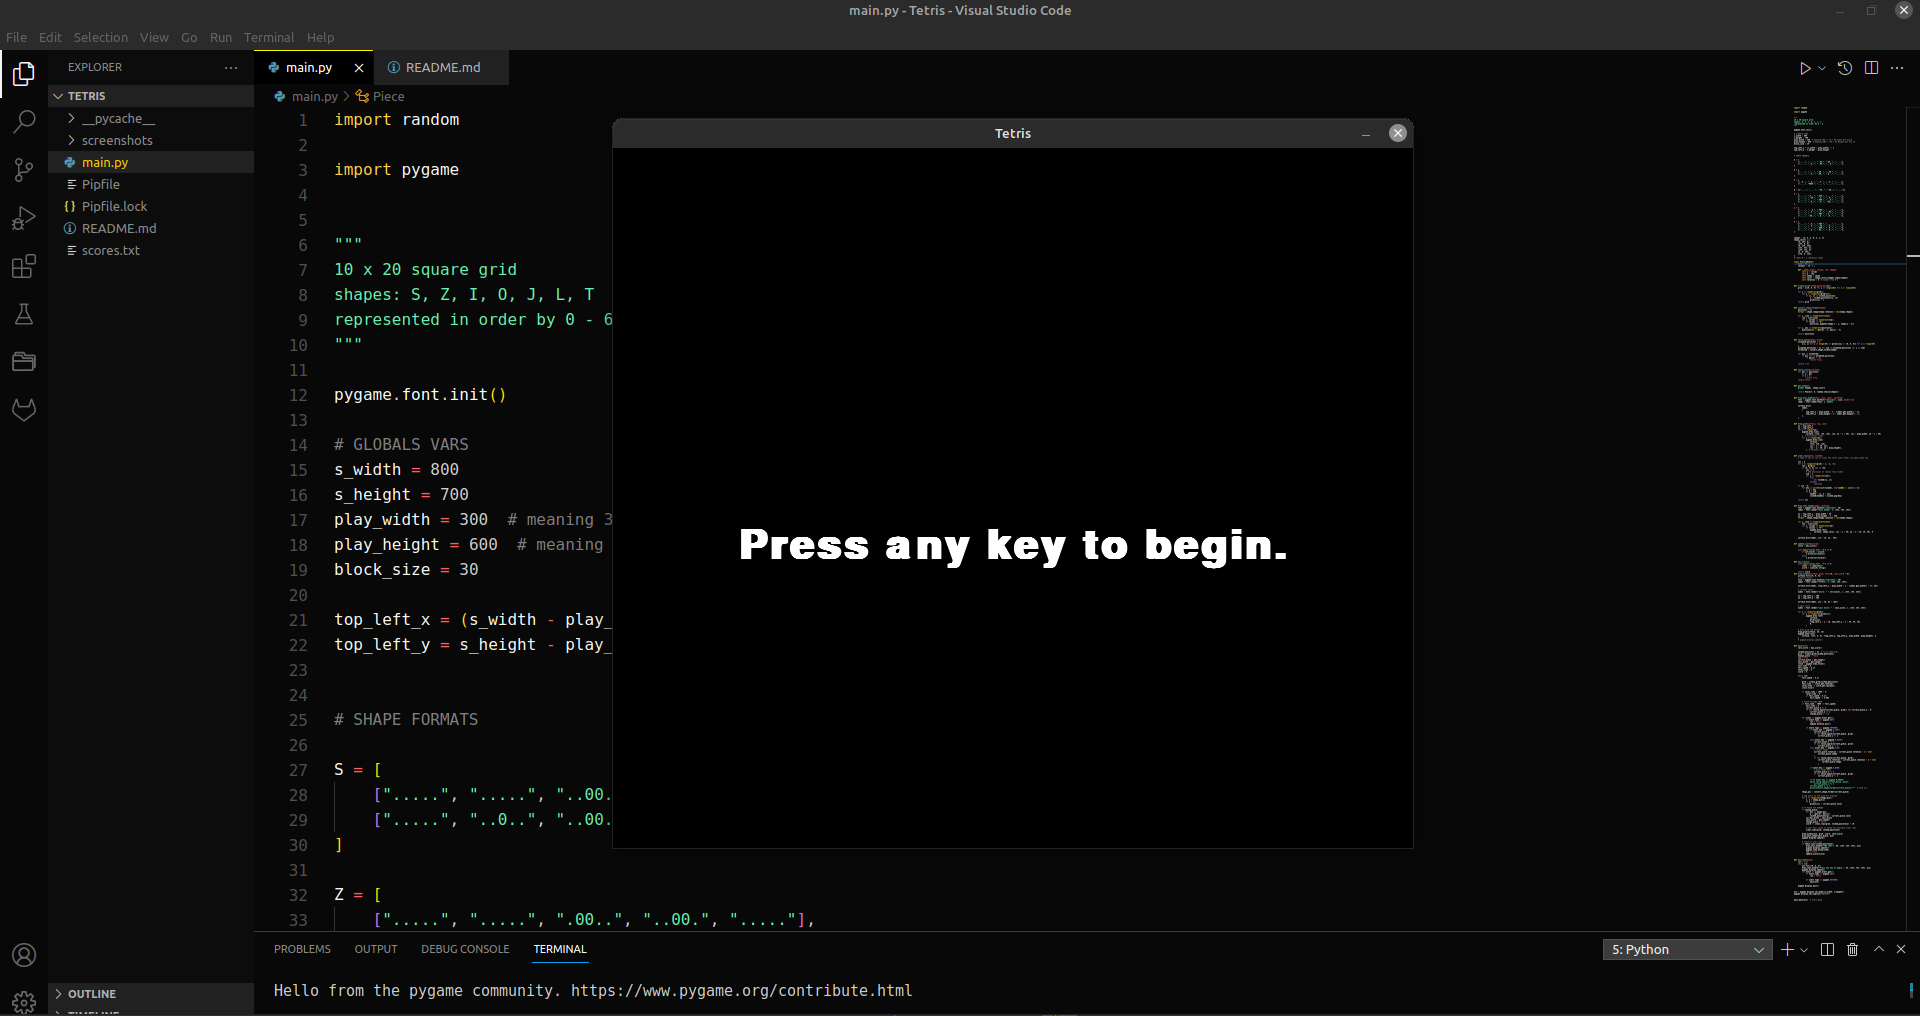 main.py - Tetris - Visual Studio Code
File Edit Selection View Go Run Terminal Help
EXPLORER
TETRIS
__pycache__
screenshots
main.py
Pipfile
Pipfile.lock
README.md
scores.txt
OUTLINE
main.py README.md
main.py > Piece
1 import random
2
3 import pygame
4
5
6 """
7 10 x 20 square grid
8 shapes: S, Z, I, O, J, L, T
9 represented in order by 0 - 6
10 """
11
12 pygame.font.init()
13
14 # GLOBALS VARS
15 s_width = 800
16 s_height = 700
17 play_width = 300 # meaning 3
18 play_height = 600 # meaning
19 block_size = 30
20
21 top_left_x = (s_width - play_
22 top_left_y = s_height - play_
23
24
25 # SHAPE FORMATS
26
27 S = [
28 [".....", ".....", "..00.
29 [".....", "..0..", "..00.
30 ]
31
32 Z = [
33 [".....", ".....", ".00..", "..00.", "....."],
Tetris
Press any key to begin.
PROBLEMS OUTPUT DEBUG CONSOLE TERMINAL
5: Python
Hello from the pygame community. https://www.pygame.org/contribute.html